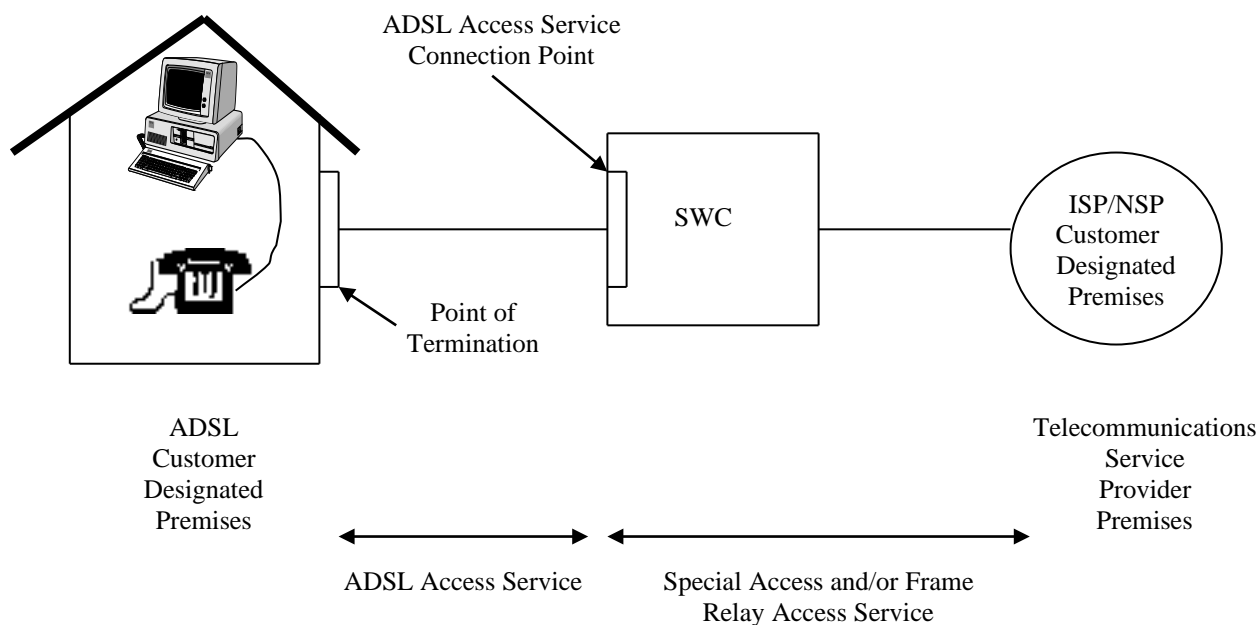 ADSL Access Service
Connection Point
SWC
ISP/NSP
Customer
Designated
Premises
Point of
Termination
ADSL
Customer
Designated
Premises
Telecommunications
Service
Provider
Premises
ADSL Access Service
Special Access and/or Frame
Relay Access Service